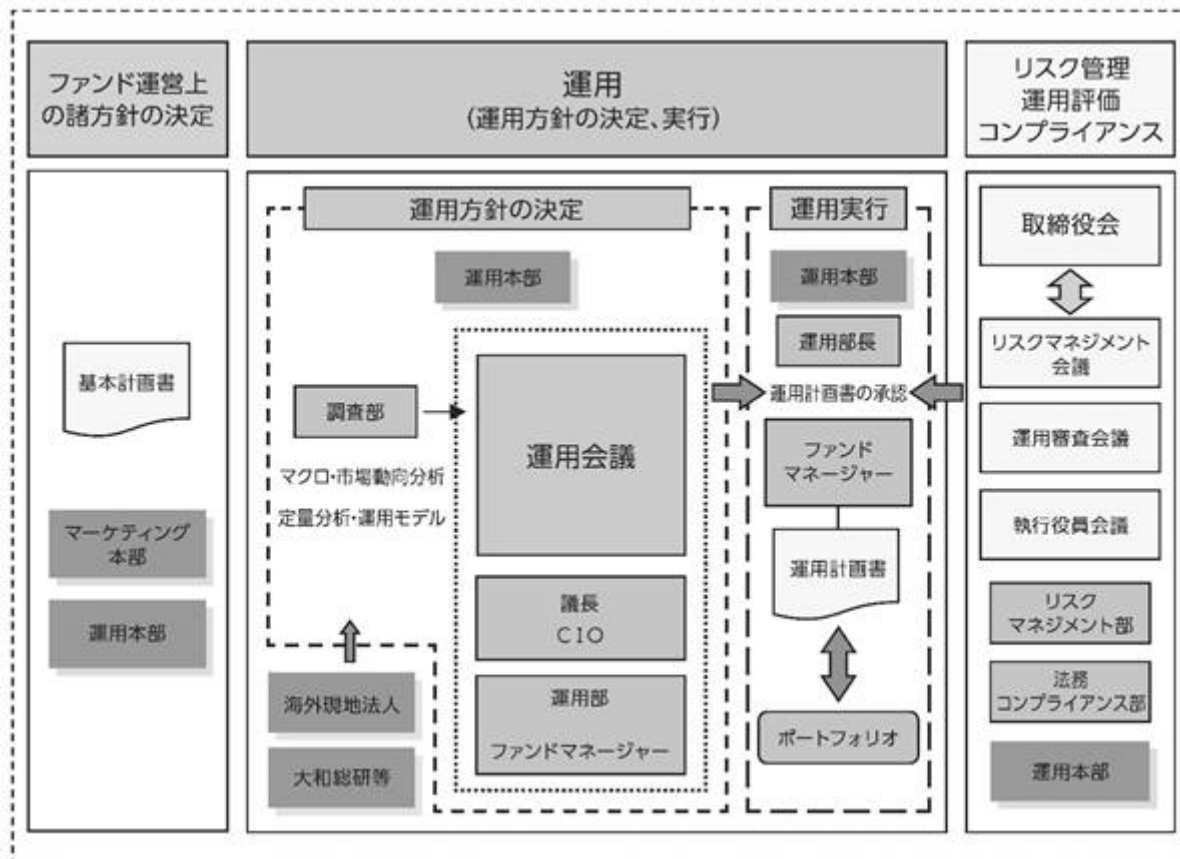 ファンド運営上
の諸方針の決定
運用
(運用方針の決定、実行)
リスク管理
運用評価
コンプライアンス
基本計画書
マーケティング
本部
運用本部
運用方針の決定
運用本部
調査部
マクロ・市場動向分析
定量分析・運用モデル
運用会議
議長
CIO
運用部
ファンドマネージャー
海外現地法人
大和総研等
運用実行
運用本部
運用部長
運用計画書の承認
ファンド
マネージャー
運用計画書
ポートフォリオ
取締役会
リスクマネジメント
会議
運用審査会議
執行役員会議
リスク
マネジメント部
法務
コンプライアンス部
運用本部